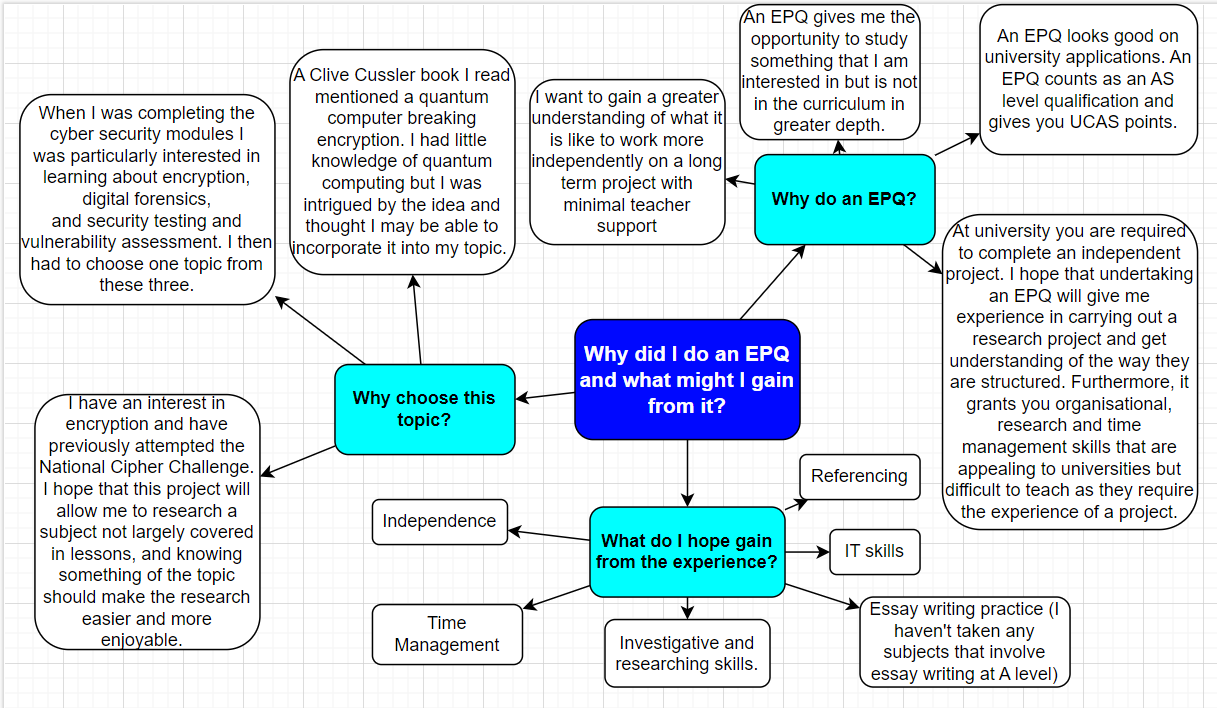 Why did I do an EPQ
and what might I gain
from it?
Why do an EPQ?
I want to gain a greater
understanding of what it
is like to work more
independently on a long
term project with
minimal teacher
support
An EPQ gives me the
opportunity to study
something that I am
interested in but is not
in the curriculum in
greater depth.
An EPQ looks good on
university applications. An
EPQ counts as an AS
level qualification and
gives you UCAS points.
At university you are required
to complete an independent
project. I hope that undertaking
an EPQ will give me
experience in carrying out a
research project and get
understanding of the way they
are structured. Furthermore, it
grants you organisational,
research and time
management skills that are
appealing to universities but
difficult to teach as they require
the experience of a project.
Why choose this
topic?
A Clive Cussler book I read
mentioned a quantum
computer breaking
encryption. I had little
knowledge of quantum
computing but I was
intrigued by the idea and
thought I may be able to
incorporate it into my topic.
When I was completing the
cyber security modules I
was particularly interested in
learning about encryption,
digital forensics,
and security testing and
vulnerability assessment. I then
had to choose one topic from
these three.
I have an interest in
encryption and have
previously attempted the
National Cipher Challenge.
I hope that this project will
allow me to research a
subject not largely covered
in lessons, and knowing
something of the topic
should make the research
easier and more
enjoyable.
What do I hope gain
from the experience?
Referencing
IT skills
Essay writing practice (I
haven't taken any
subjects that involve
essay writing at A level)
Investigative and
researching skills.
Time
Management
Independence